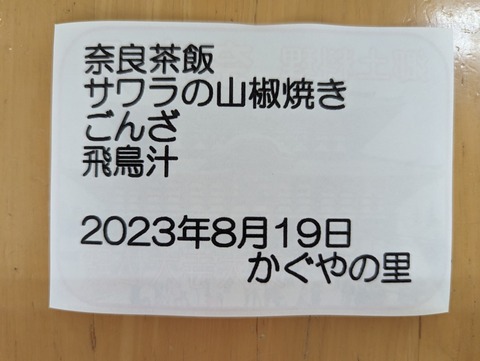 奈良茶飯
サワラの山椒焼き
ごんざ
飛鳥汁
2023年8月19日
かぐやの里